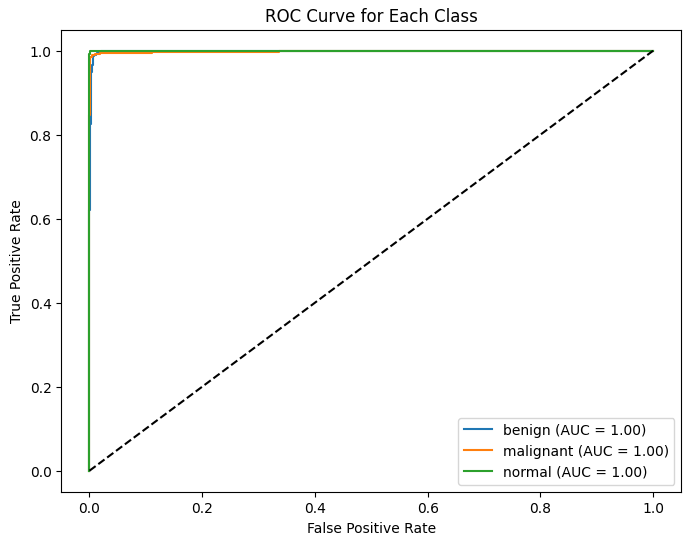 ROC Curve for Each Class
True Positive Rate
1.0
0.8
0.6
0.4
0.2
0.0
0.0 0.2 0.4 0.6 0.8 1.0
False Positive Rate
benign (AUC = 1.00)
malignant (AUC = 1.00)
normal (AUC = 1.00)